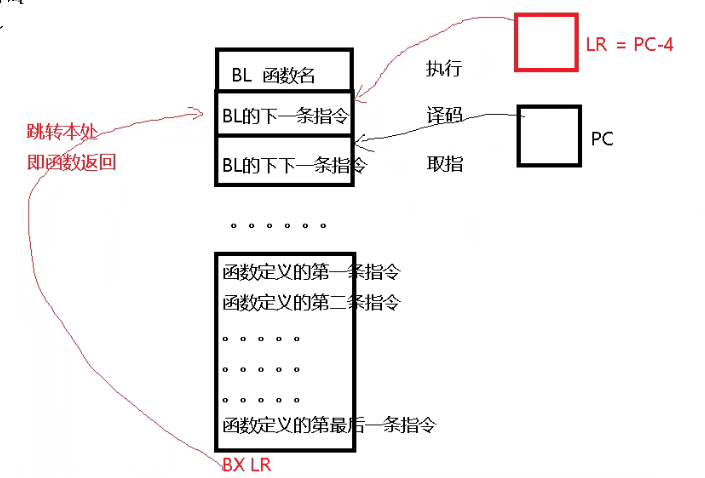 BL 函数名
执行
LR = PC-4
BL的下一条指令
译码
PC
跳转本处
即函数返回
BL的下下一条指令
取指
。。。。。。
函数定义的第一条指令
函数定义的第二条指令
。。。。。
。。。。。
。。。。。
函数定义的第最后一条指令
BX LR